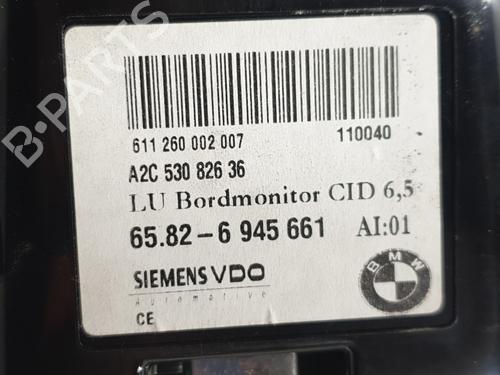 611 260 002 007 110040
A2C 530 826 36
LU Bordmonitor CID 6,5
65.82-6 945 661 AI:01
SIEMENS VDO
Automotive
CE
BMW
B-PARTS